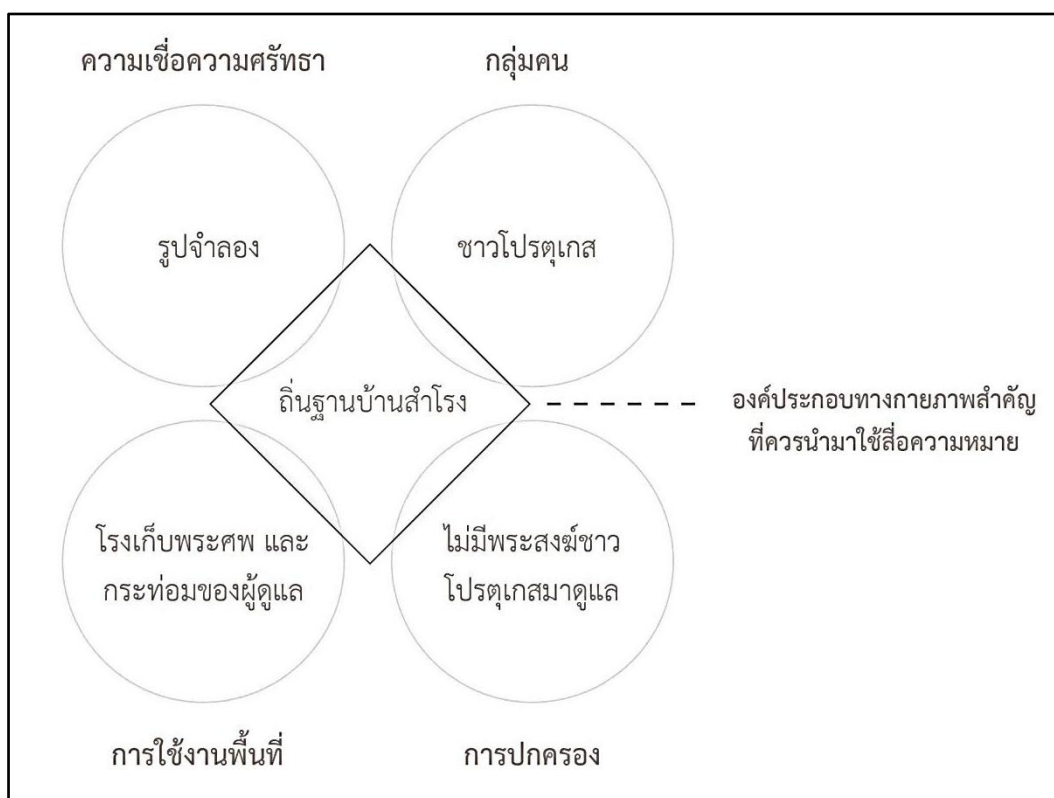 ความเชื่อความศรัทธา
กลุ่มคน
รูปจำลอง
ชาวโปรตุเกส
ถิ่นฐานบ้านสำโรง
องค์ประกอบทางกายภาพสำคัญ
ที่ควรนำมาใช้สื่อความหมาย
โรงเก็บพระศพ และ
กระท่อมของผู้ดูแล
ไม่มีพระสงฆ์ชาว
โปรตุเกสมาดูแล
การใช้งานพื้นที่
การปกครอง